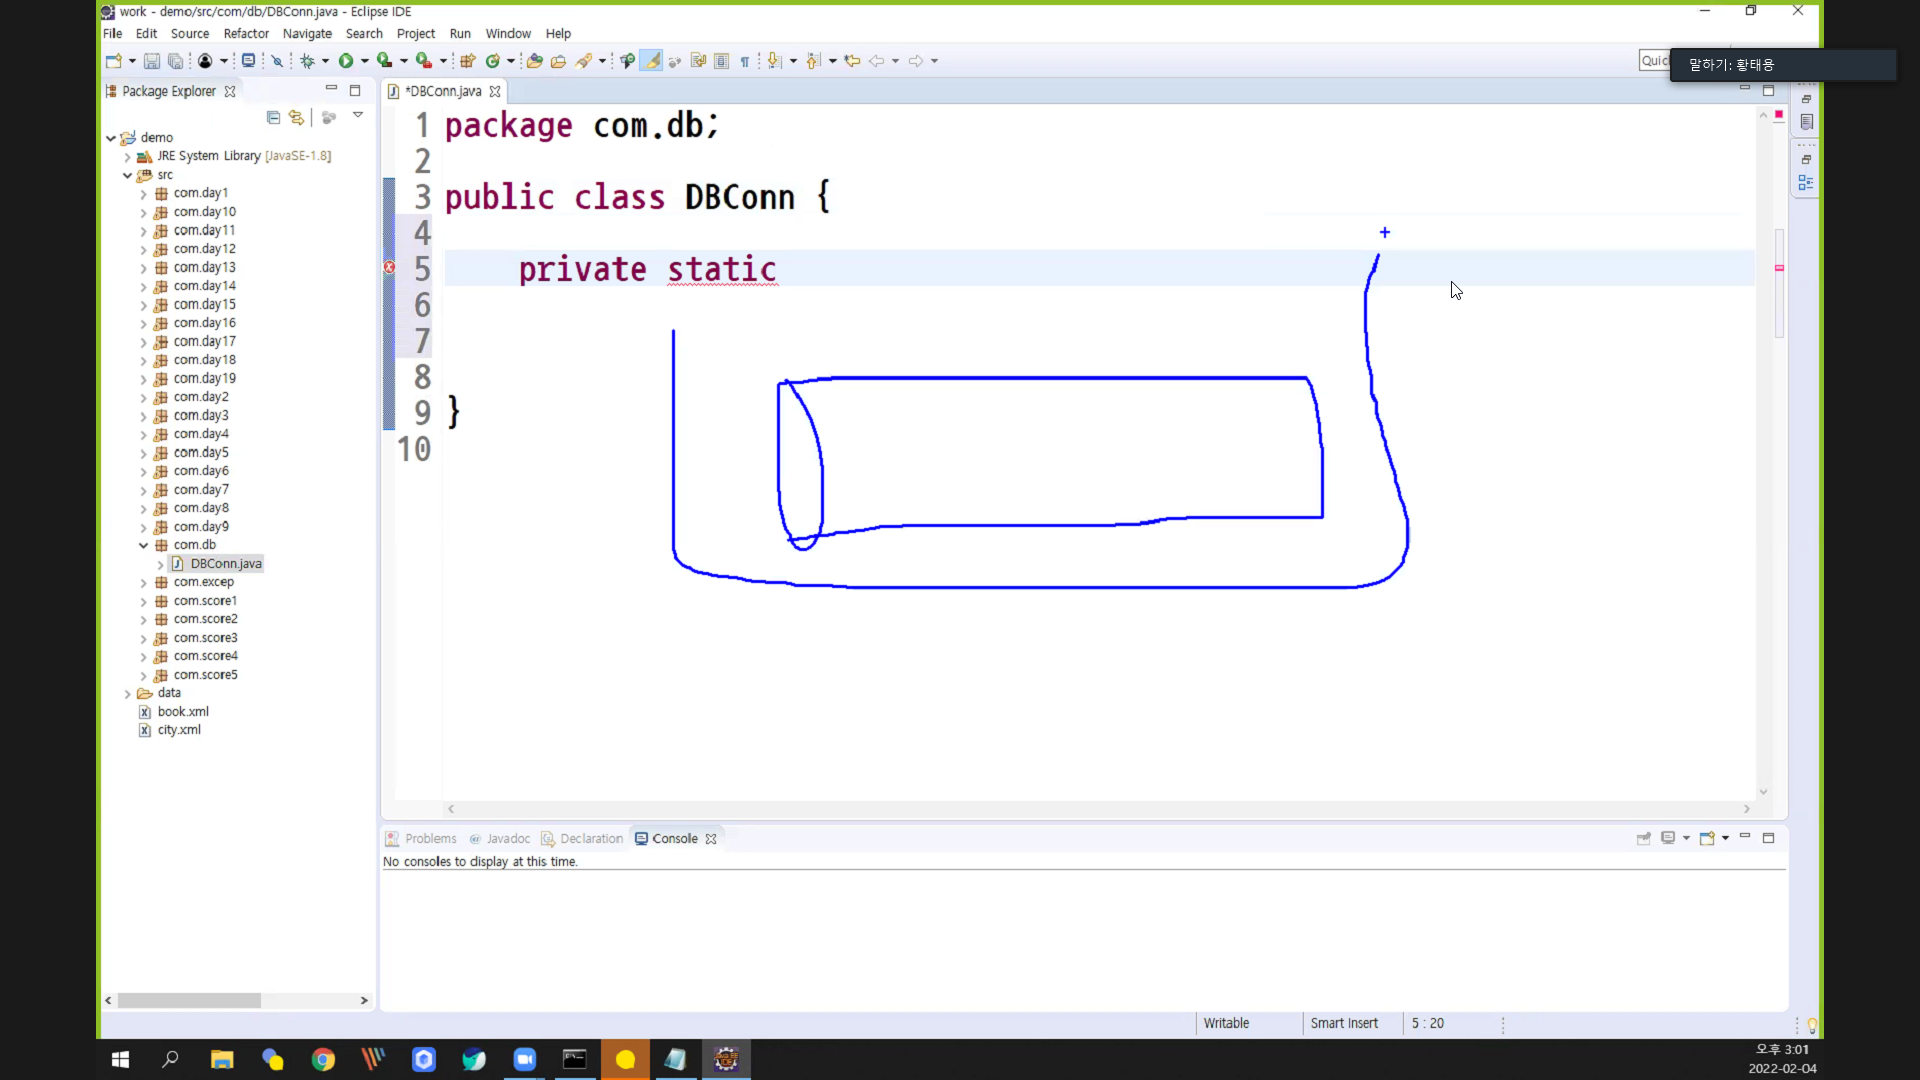 work - demo/src/com/db/DBConn.java - Eclipse IDE
File Edit Source Refactor Navigate Search Project Run Window Help
Quic
말하기: 황태용
Package Explorer
*DBConn.java
demo
JRE System Library [JavaSE-1.8]
src
com.day1
com.day10
com.day11
com.day12
com.day13
com.day14
com.day15
com.day16
com.day17
com.day18
com.day19
com.day2
com.day3
com.day4
com.day5
com.day6
com.day7
com.day8
com.day9
com.db
DBConn.java
com.excep
com.score1
com.score2
com.score3
com.score4
com.score5
data
book.xml
city.xml
1 package com.db;
2
3 public class DBConn {
4
5 private static
6
7
8
9 }
10
Problems Javadoc Declaration Console
No consoles to display at this time.
Writable Smart Insert 5 : 20
오후 3:01
2022-02-04